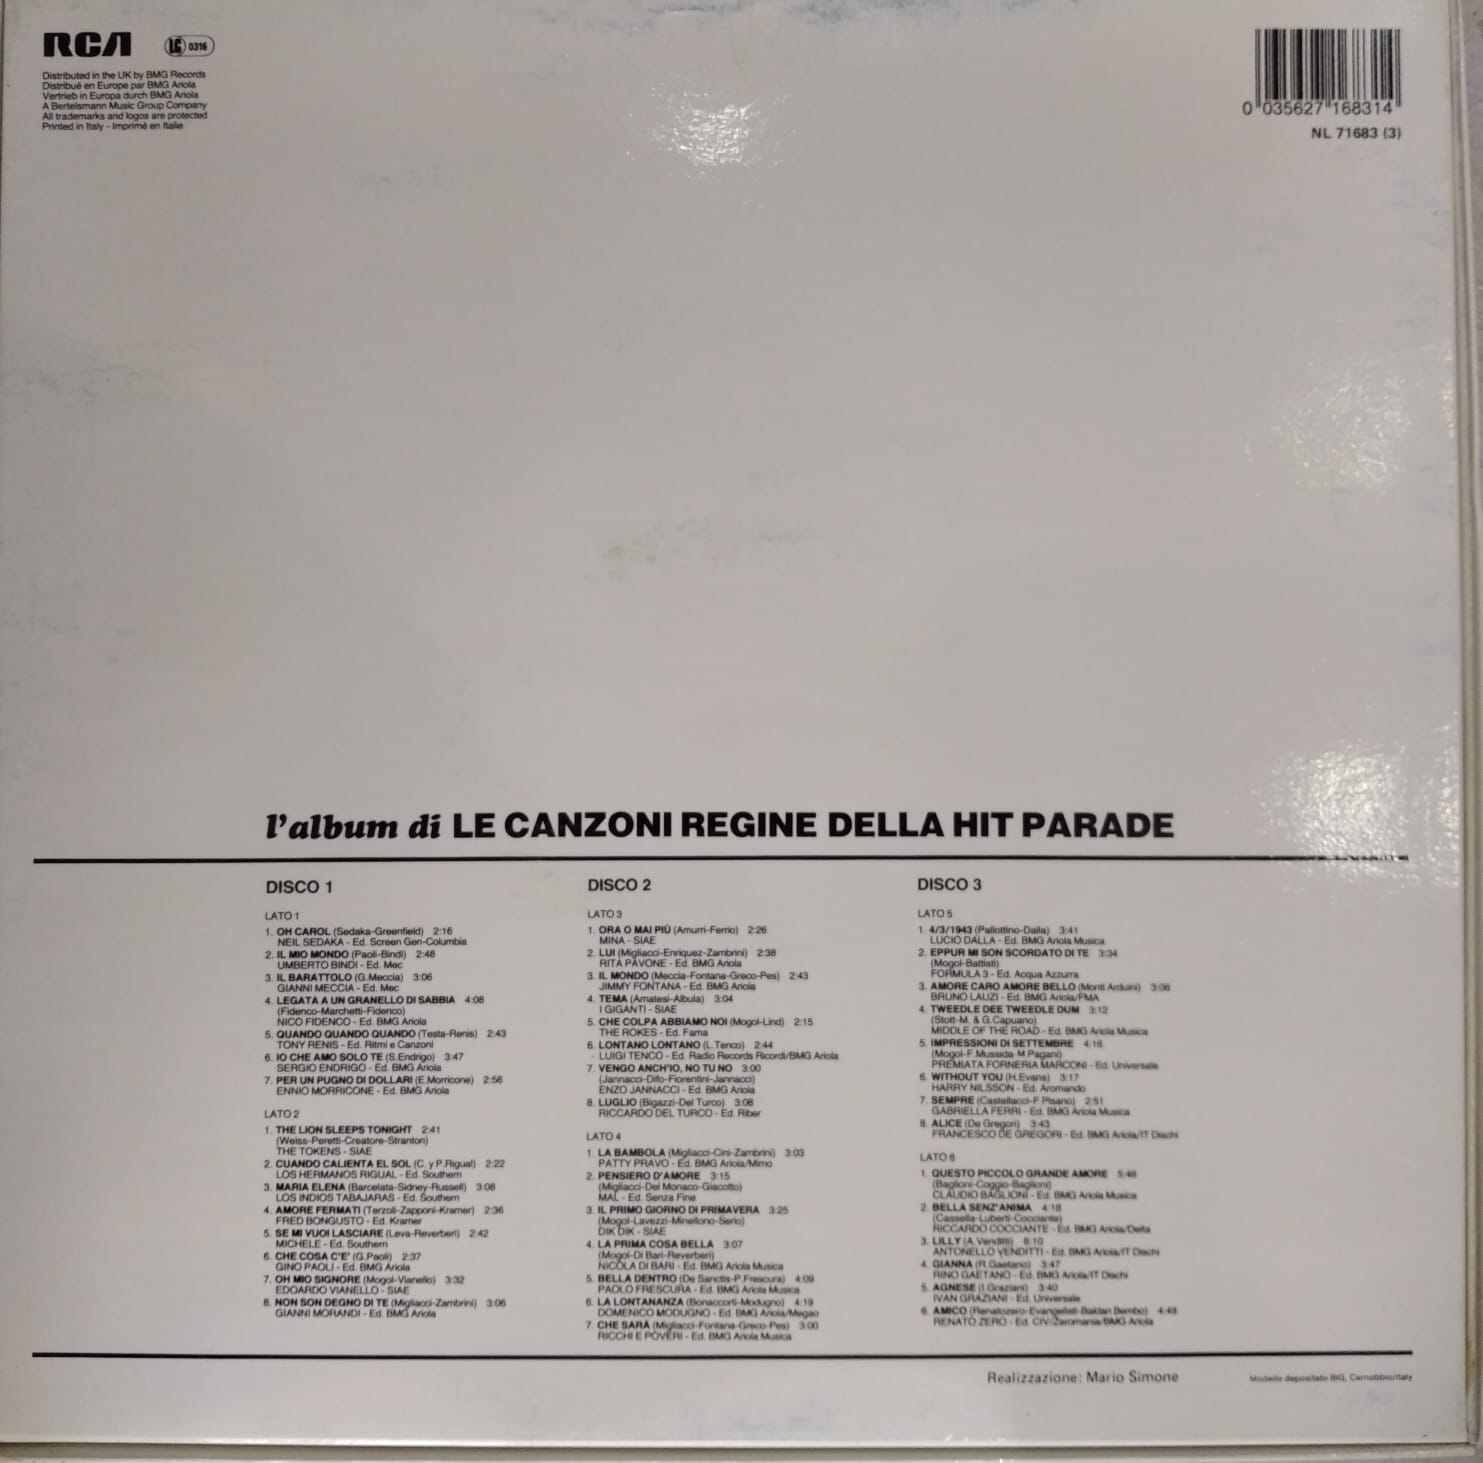 RCA LC 0316
Distributed in the UK by BMG Records
Distribué en Europe par BMG Ariola
Vertrieb in Europa durch BMG Ariola
A Bertelsmann Music Group Company
All trademarks and logos are protected
Printed in Italy - Imprimé en Italie
0 035627 168314
NL 71683 (3)
l'album di LE CANZONI REGINE DELLA HIT PARADE
DISCO 1
LATO 1
1. OH CAROL (Sedaka-Greenfield) 2:16
NEIL SEDAKA - Ed. Screen Gen-Columbia
2. IL MIO MONDO (Paoli-Bindi) 2:48
UMBERTO BINDI - Ed. Mec
3. IL BARATTOLO (G.Meccia) 3:06
GIANNI MECCIA - Ed. Mec
4. LEGATA A UN GRANELLO DI SABBIA 4:08
(Fidenco-Marchetti-Fidenco)
NICO FIDENCO - Ed. BMG Ariola
5. QUANDO QUANDO QUANDO (Testa-Renis) 2:43
TONY RENIS - Ed. Ritmi e Canzoni
6. IO CHE AMO SOLO TE (S.Endrigo) 3:47
SERGIO ENDRIGO - Ed. BMG Ariola
7. PER UN PUGNO DI DOLLARI (E.Morricone) 2:56
ENNIO MORRICONE - Ed. BMG Ariola
LATO 2
1. THE LION SLEEPS TONIGHT 2:41
(Weiss-Peretti-Creatore-Stranton)
THE TOKENS - SIAE
2. CUANDO CALIENTA EL SOL (C. y P.Rigual) 2:22
LOS HERMANOS RIGUAL - Ed. Southern
3. MARIA ELENA (Barcelata-Sidney-Russell) 3:08
LOS INDIOS TABAJARAS - Ed. Southern
4. AMORE FERMATI (Terzoli-Zapponi-Kramer) 2:36
FRED BONGUSTO - Ed. Kramer
5. SE MI VUOI LASCIARE (Leva-Reverberi) 2:42
MICHELE - Ed. Southern
6. CHE COSA C'E' (G.Paoli) 2:37
GINO PAOLI - Ed. BMG Ariola
7. OH MIO SIGNORE (Mogol-Vianello) 3:32
EDOARDO VIANELLO - SIAE
8. NON SON DEGNO DI TE (Migliacci-Zambrini) 3:06
GIANNI MORANDI - Ed. BMG Ariola
DISCO 2
LATO 3
1. ORA O MAI PIÙ (Amurri-Ferrio) 2:26
MINA - SIAE
2. LUI (Migliacci-Enriquez-Zambrini) 2:38
RITA PAVONE - Ed. BMG Ariola
3. IL MONDO (Meccia-Fontana-Greco-Pes) 2:43
JIMMY FONTANA - Ed. BMG Ariola
4. TEMA (Amatesi-Albula) 3:04
I GIGANTI - SIAE
5. CHE COLPA ABBIAMO NOI (Mogol-Lind) 2:15
THE ROKES - Ed. Fama
6. LONTANO LONTANO (L.Tenco) 2:44
LUIGI TENCO - Ed. Radio Records Ricordi/BMG Ariola
7. VENGO ANCH'IO, NO TU NO 3:00
(Jannacci-Difo-Fiorentini-Jannacci)
ENZO JANNACCI - Ed. BMG Ariola
8. LUGLIO (Bigazzi-Del Turco) 3:08
RICCARDO DEL TURCO - Ed. Riber
LATO 4
1. LA BAMBOLA (Migliacci-Cini-Zambrini) 3:03
PATTY PRAVO - Ed. BMG Ariola/Mimo
2. PENSIERO D'AMORE 3:15
(Migliacci-Del Monaco-Giacotto)
MAL - Ed. Senza Fine
3. IL PRIMO GIORNO DI PRIMAVERA 3:25
(Mogol-Lavezzi-Minellono-Serio)
DIK DIK - SIAE
4. LA PRIMA COSA BELLA 3:07
(Mogol-Di Bari-Reverberi)
NICOLA DI BARI - Ed. BMG Ariola Musica
5. BELLA DENTRO (De Sanctis-P.Frescura) 4:09
PAOLO FRESCURA - Ed. BMG Ariola Musica
6. LA LONTANANZA (Bonaccorti-Modugno) 4:19
DOMENICO MODUGNO - Ed. BMG Ariola/Megao
7. CHE SARÀ (Migliacci-Fontana-Greco-Pes) 3:00
RICCHI E POVERI - Ed. BMG Ariola Musica
DISCO 3
LATO 5
1. 4/3/1943 (Pallottino-Dalla) 3:41
LUCIO DALLA - Ed. BMG Ariola Musica
2. EPPUR MI SON SCORDATO DI TE 3:34
(Mogol-Battisti)
FORMULA 3 - Ed. Acqua Azzurra
3. AMORE CARO AMORE BELLO (Monti Arduini) 3:06
BRUNO LAUZI - Ed. BMG Ariola/FMA
4. TWEEDLE DEE TWEEDLE DUM 3:12
(Stott-M. & G.Capuano)
MIDDLE OF THE ROAD - Ed. BMG Ariola Musica
5. IMPRESSIONI DI SETTEMBRE 4:16
(Mogol-F.Mussida-M.Pagani)
PREMIATA FORNERIA MARCONI - Ed. Universale
6. WITHOUT YOU (H.Evans) 3:17
HARRY NILSSON - Ed. Aromando
7. SEMPRE (Castellacci-F.Pisano) 2:51
GABRIELLA FERRI - Ed. BMG Ariola Musica
8. ALICE (De Gregori) 3:43
FRANCESCO DE GREGORI - Ed. BMG Ariola/IT Dischi
LATO 6
1. QUESTO PICCOLO GRANDE AMORE 5:48
(Baglioni-Coggio-Baglioni)
CLAUDIO BAGLIONI - Ed. BMG Ariola Musica
2. BELLA SENZ'ANIMA 4:18
(Cassella-Luberti-Cocciante)
RICCARDO COCCIANTE - Ed. BMG Ariola/Delta
3. LILLY (A.Venditti) 6:10
ANTONELLO VENDITTI - Ed. BMG Ariola/IT Dischi
4. GIANNA (R.Gaetano) 3:47
RINO GAETANO - Ed. BMG Ariola/IT Dischi
5. AGNESE (I.Graziani) 3:40
IVAN GRAZIANI - Ed. Universale
6. AMICO (Renatozero-Evangelisti-Baldan Bembo) 4:49
RENATO ZERO - Ed. CIV/Zeromania/BMG Ariola
Realizzazione: Mario Simone
Modello depositato BIG, Cernobbio/Italy